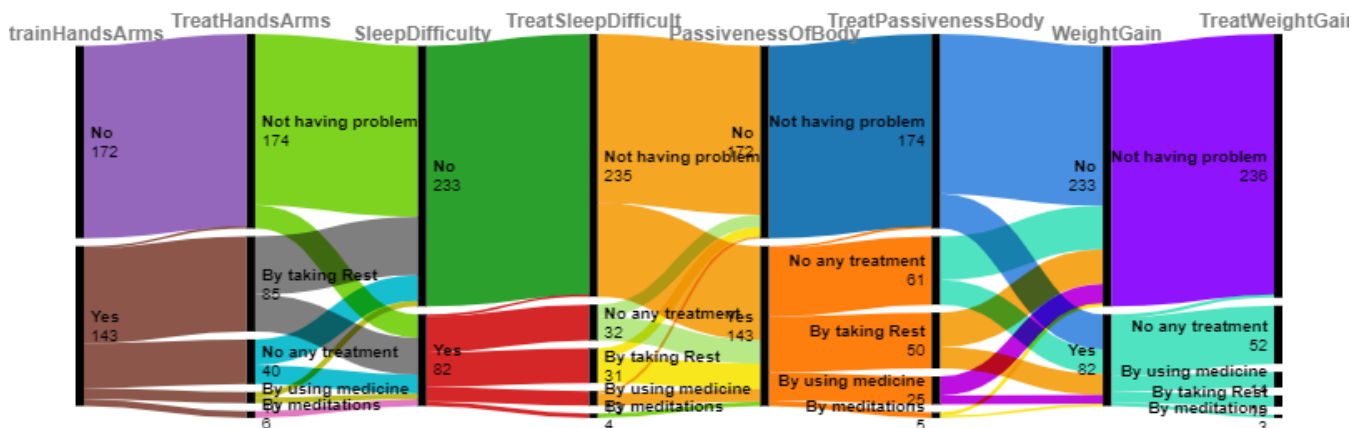 trainHandsArms
TreatHandsArms
SleepDifficulty
TreatSleepDifficult
PassivenessOfBody
TreatPassivenessBody
WeightGain
TreatWeightGain
No
172
Yes
143
Not having problem
174
By taking Rest
85
No any treatment
40
By using medicine
By meditations
6
No
233
Yes
82
Not having problem
235
No any treatment
32
By taking Rest
31
By using medicine
By meditations
4
No
172
Yes
143
Not having problem
174
No any treatment
61
By taking Rest
50
By using medicine
25
By meditations
5
No
233
Yes
82
Not having problem
236
No any treatment
52
By using medicine
By taking Rest
By meditations
3